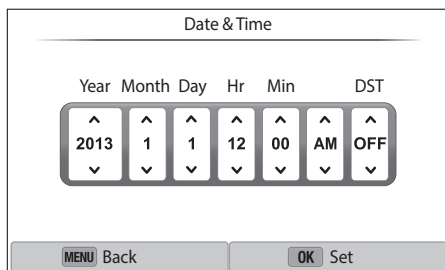 Date & Time
Year Month Day Hr Min DST
2013 1 1 12 00 AM OFF
MENU Back OK Set